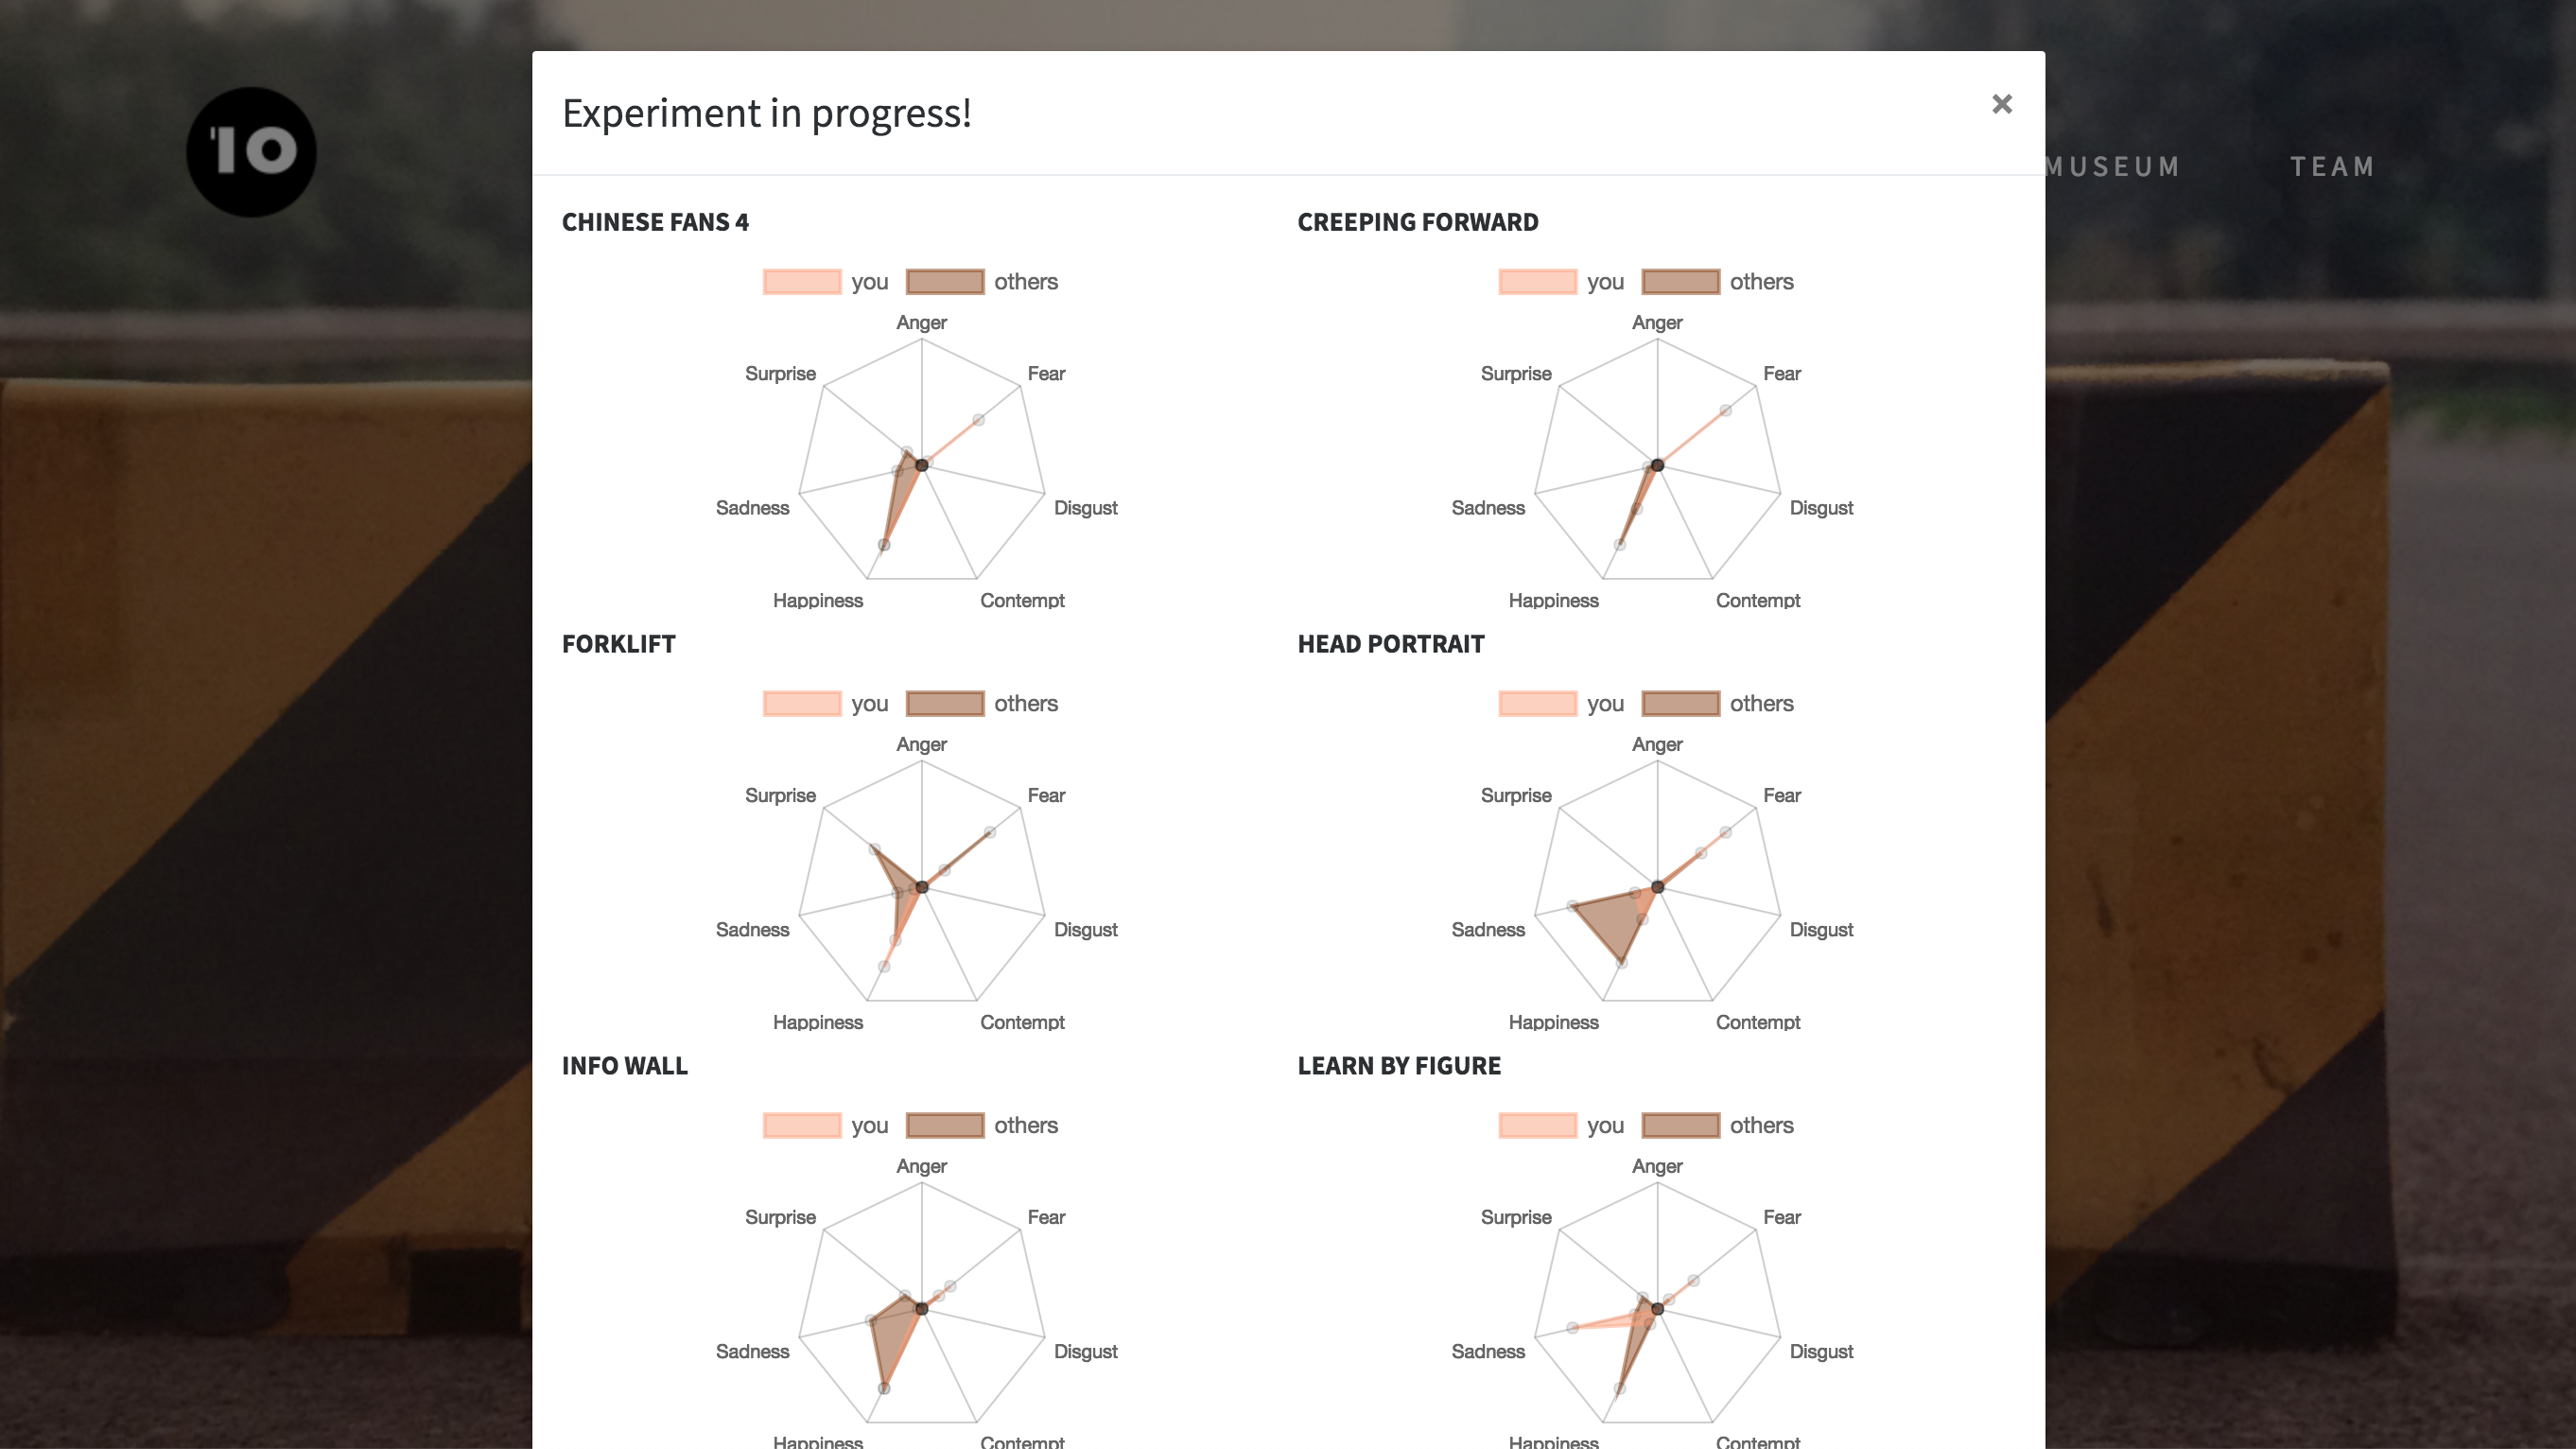 '10
MUSEUM
TEAM
Experiment in progress!
×
CHINESE FANS 4
you
others
Anger
Surprise
Fear
Sadness
Disgust
Happiness
Contempt
CREEPING FORWARD
you
others
Anger
Surprise
Fear
Sadness
Disgust
Happiness
Contempt
FORKLIFT
you
others
Anger
Surprise
Fear
Sadness
Disgust
Happiness
Contempt
HEAD PORTRAIT
you
others
Anger
Surprise
Fear
Sadness
Disgust
Happiness
Contempt
INFO WALL
you
others
Anger
Surprise
Fear
Sadness
Disgust
Happiness
Contempt
LEARN BY FIGURE
you
others
Anger
Surprise
Fear
Sadness
Disgust
Happiness
Contempt